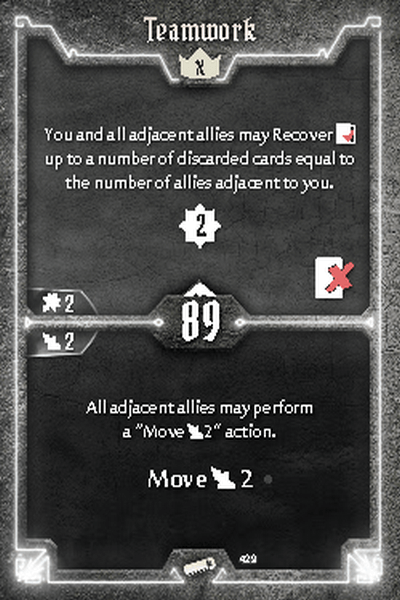 Teamwork
X
You and all adjacent allies may Recover
up to a number of discarded cards equal to
the number of allies adjacent to you.
2
2
89
2
All adjacent allies may perform
a "Move 2" action.
Move 2
429